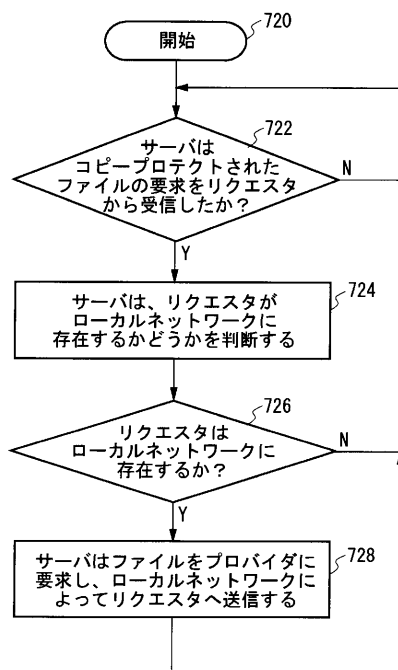 開始
720
サーバは
コピープロテクトされた
ファイルの要求をリクエスタ
から受信したか？
722
N
Y
サーバは、リクエスタが
ローカルネットワークに
存在するかどうかを判断する
724
リクエスタは
ローカルネットワークに
存在するか？
726
N
Y
サーバはファイルをプロバイダに
要求し、ローカルネットワークに
よってリクエスタへ送信する
728